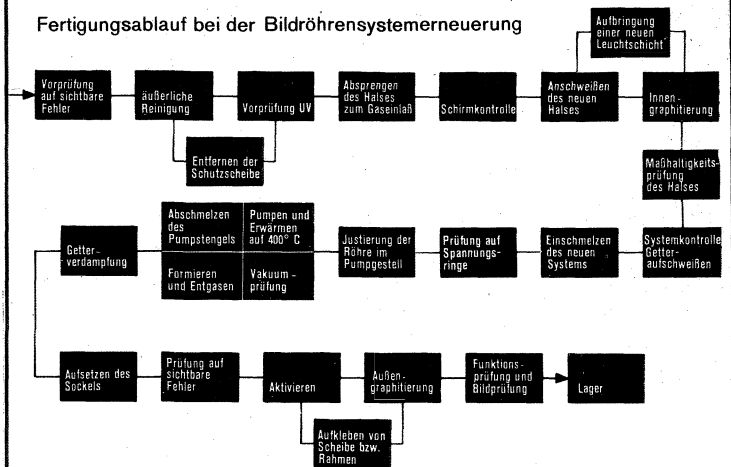 Fertigungsablauf bei der Bildröhrensystemerneuerung
Aufbringung
einer neuen
Leuchtschicht
Vorprüfung
auf sichtbare
Fehler
äußerliche
Reinigung
Vorprüfung UV
Absprengen
des Halses
zum Gaseinlaß
Schirmkontrolle
Anschweißen
des neuen
Halses
Innen-
graphitierung
Entfernen der
Schutzscheibe
Maßhaltigkeits-
prüfung
des Halses
Getter-
verdampfung
Abschmelzen
des
Pumpstengels
Pumpen und
Erwärmen
auf 400° C
Formieren
und Entgasen
Vakuum-
prüfung
Justierung der
Röhre im
Pumpgestell
Prüfung auf
Spannungs-
ringe
Einschmelzen
des neuen
Systems
Systemkontrolle
Getter-
aufschweißen
Aufsetzen des
Sockels
Prüfung auf
sichtbare
Fehler
Aktivieren
Außen-
graphitierung
Funktions-
prüfung und
Bildprüfung
Lager
Aufkleben von
Scheibe bzw.
Rahmen